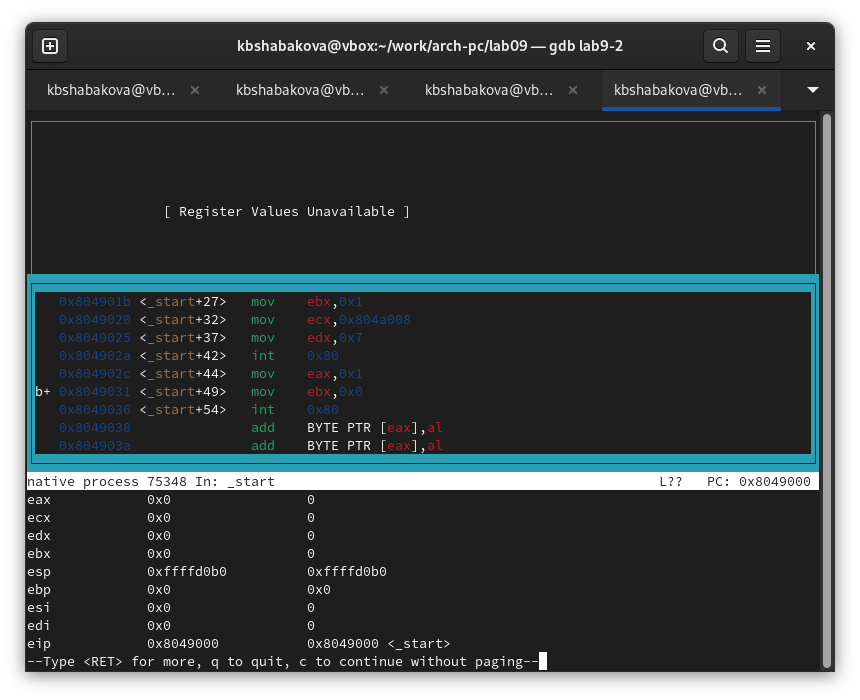 kbshabakova@vbox:~/work/arch-pc/lab09 — gdb lab9-2
kbshabakova@vb... × kbshabakova@vb... × kbshabakova@vb... × kbshabakova@vb... ×
[ Register Values Unavailable ]
0x804901b <_start+27> mov ebx,0x1
0x8049020 <_start+32> mov ecx,0x804a008
0x8049025 <_start+37> mov edx,0x7
0x804902a <_start+42> int 0x80
0x804902c <_start+44> mov eax,0x1
b+ 0x8049031 <_start+49> mov ebx,0x0
0x8049036 <_start+54> int 0x80
0x8049038 add BYTE PTR [eax],al
0x804903a add BYTE PTR [eax],al
native process 75348 In: _start L?? PC: 0x8049000
eax 0x0 0
ecx 0x0 0
edx 0x0 0
ebx 0x0 0
esp 0xffffd0b0 0xffffd0b0
ebp 0x0 0x0
esi 0x0 0
edi 0x0 0
eip 0x8049000 0x8049000 <_start>
--Type <RET> for more, q to quit, c to continue without paging--